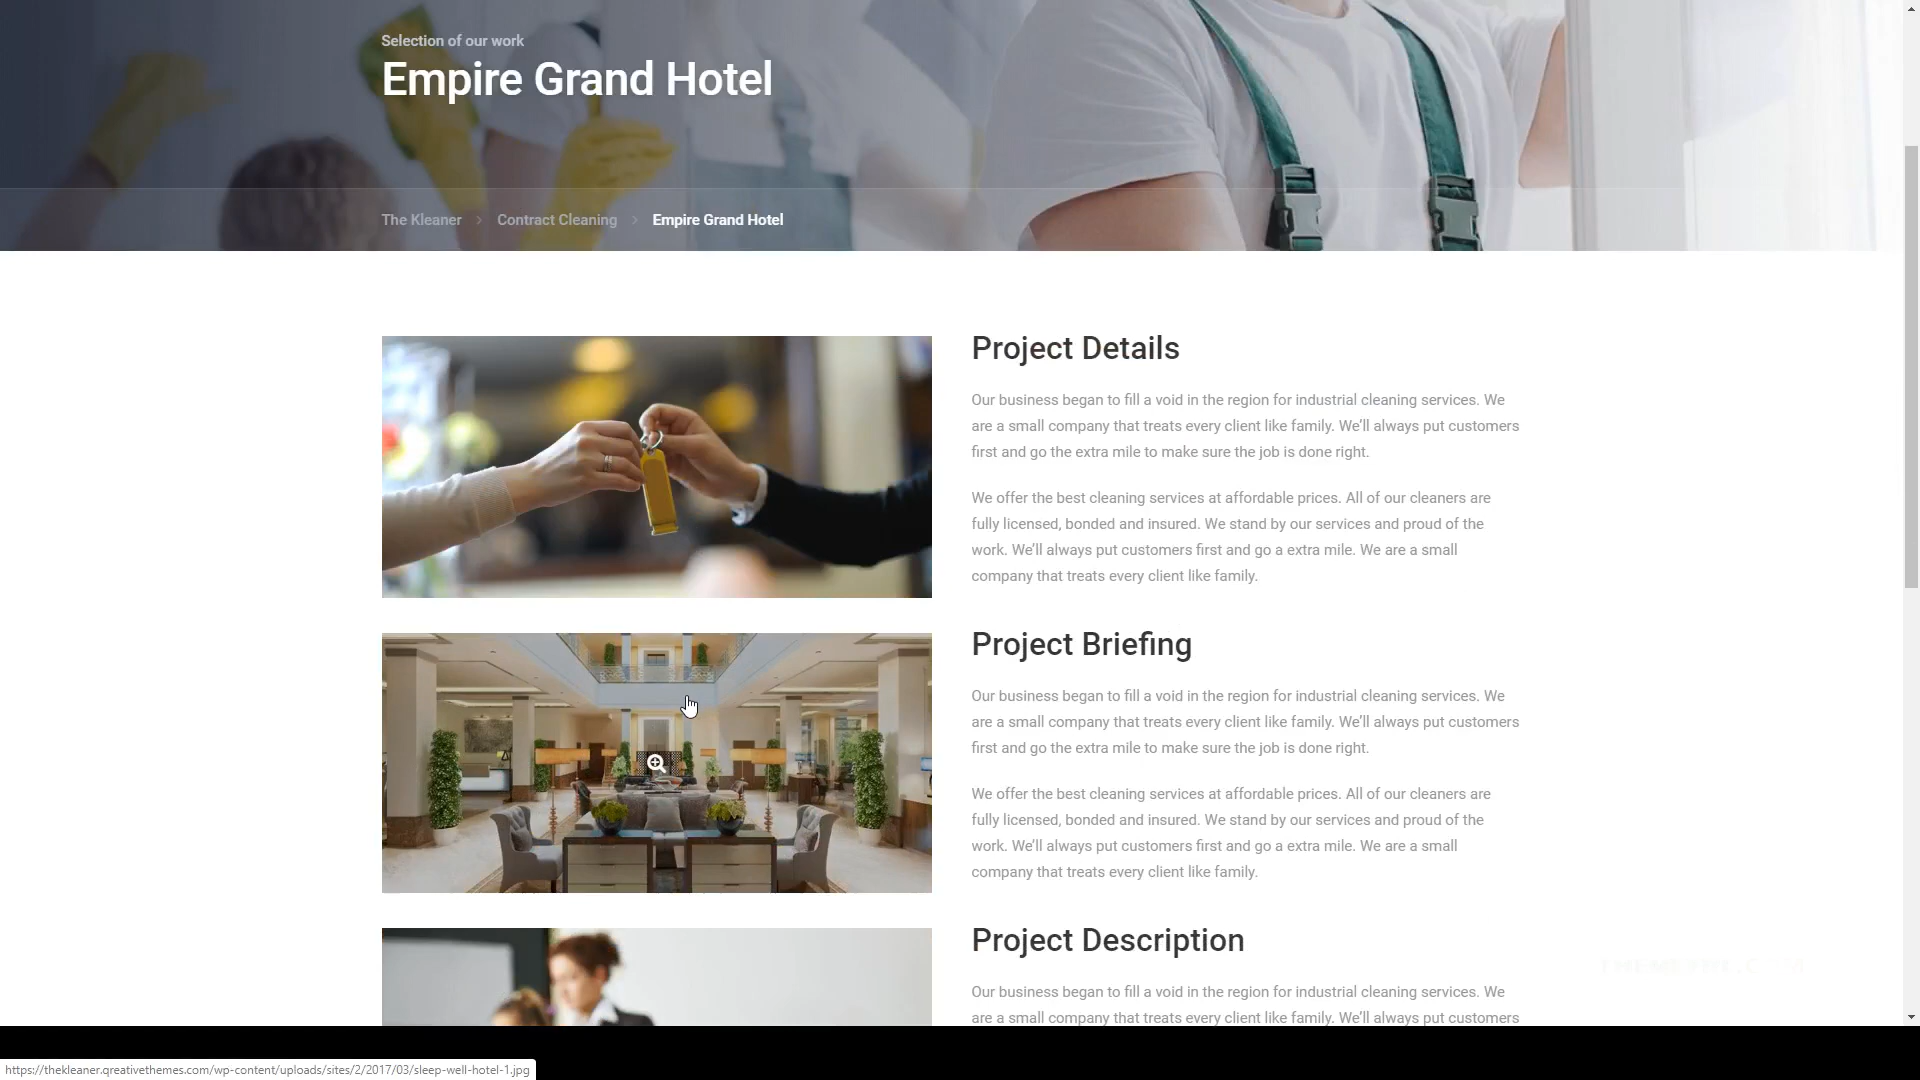 Selection of our work
Empire Grand Hotel
The Kleaner > Contract Cleaning > Empire Grand Hotel
Project Details
Our business began to fill a void in the region for industrial cleaning services. We
are a small company that treats every client like family. We’ll always put customers
first and go the extra mile to make sure the job is done right.
We offer the best cleaning services at affordable prices. All of our cleaners are
fully licensed, bonded and insured. We stand by our services and proud of the
work. We’ll always put customers first and go a extra mile. We are a small
company that treats every client like family.
Project Briefing
Our business began to fill a void in the region for industrial cleaning services. We
are a small company that treats every client like family. We’ll always put customers
first and go the extra mile to make sure the job is done right.
We offer the best cleaning services at affordable prices. All of our cleaners are
fully licensed, bonded and insured. We stand by our services and proud of the
work. We’ll always put customers first and go a extra mile. We are a small
company that treats every client like family.
Project Description
Our business began to fill a void in the region for industrial cleaning services. We
are a small company that treats every client like family. We’ll always put customers
https://thekleaner.qreativethemes.com/wp-content/uploads/sites/2/2017/03/sleep-well-hotel-1.jpg